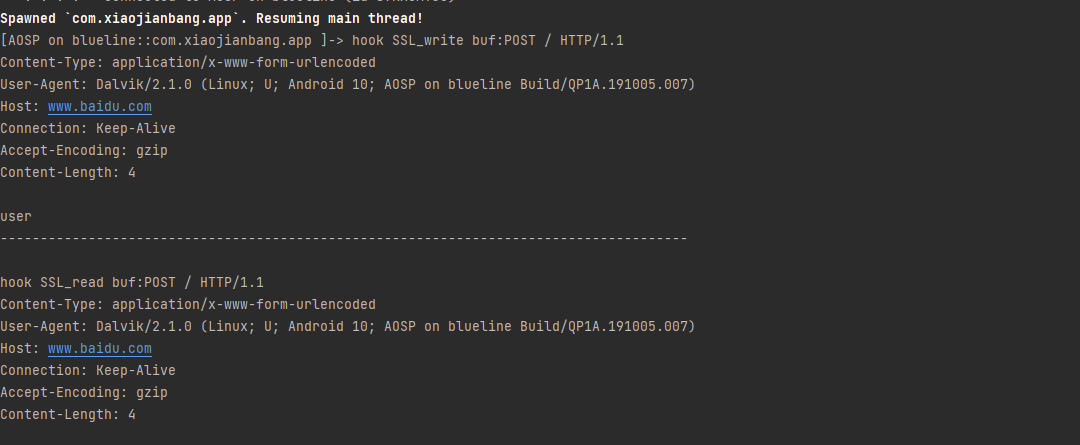 Spawned `com.xiaojianbang.app`. Resuming main thread!
[AOSP on blueline::com.xiaojianbang.app ]-> hook SSL_write buf:POST / HTTP/1.1
Content-Type: application/x-www-form-urlencoded
User-Agent: Dalvik/2.1.0 (Linux; U; Android 10; AOSP on blueline Build/QP1A.191005.007)
Host: www.baidu.com
Connection: Keep-Alive
Accept-Encoding: gzip
Content-Length: 4
user
--------------------------------------------------------------------------------------
hook SSL_read buf:POST / HTTP/1.1
Content-Type: application/x-www-form-urlencoded
User-Agent: Dalvik/2.1.0 (Linux; U; Android 10; AOSP on blueline Build/QP1A.191005.007)
Host: www.baidu.com
Connection: Keep-Alive
Accept-Encoding: gzip
Content-Length: 4